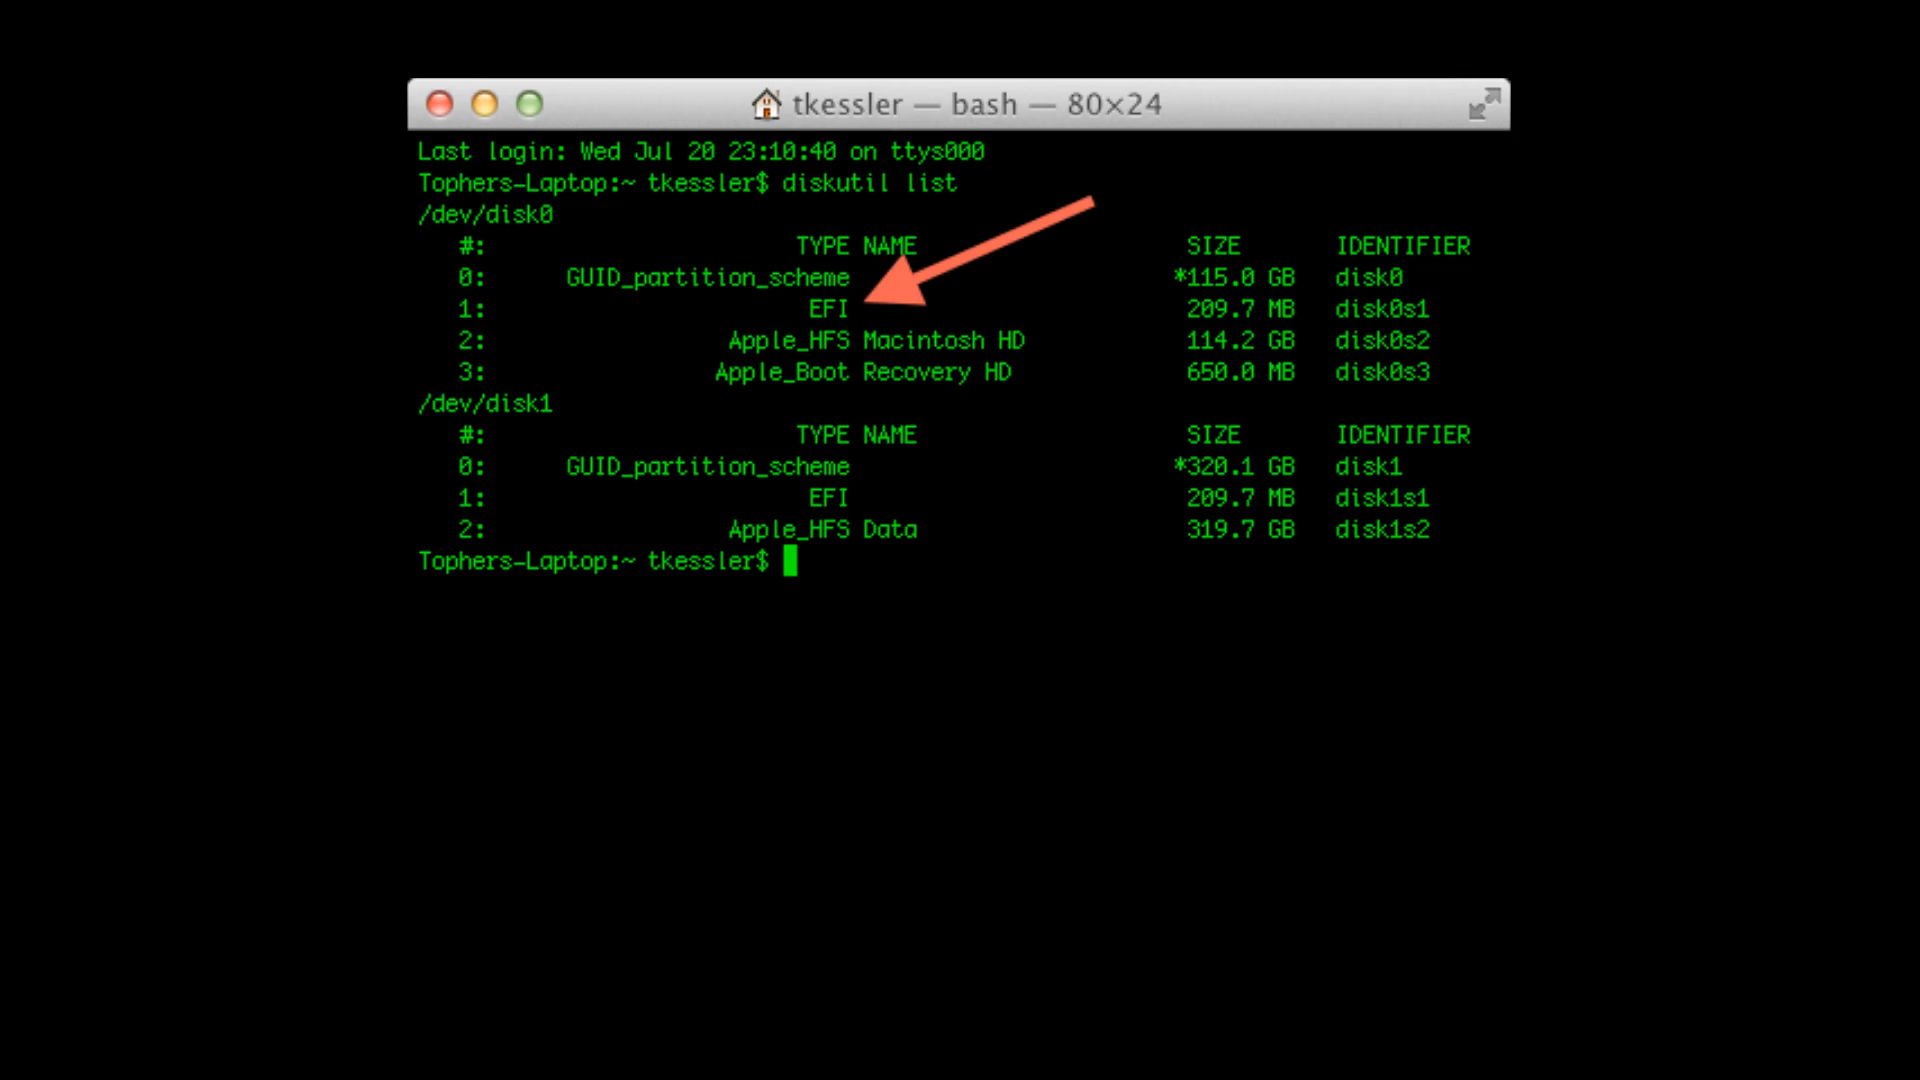 tkessler — bash — 80×24
Last login: Wed Jul 20 23:10:40 on ttys000
Tophers-Laptop:~ tkessler$ diskutil list
/dev/disk0
#: TYPE NAME SIZE IDENTIFIER
0: GUID_partition_scheme *115.0 GB disk0
1: EFI 209.7 MB disk0s1
2: Apple_HFS Macintosh HD 114.2 GB disk0s2
3: Apple_Boot Recovery HD 650.0 MB disk0s3
/dev/disk1
#: TYPE NAME SIZE IDENTIFIER
0: GUID_partition_scheme *320.1 GB disk1
1: EFI 209.7 MB disk1s1
2: Apple_HFS Data 319.7 GB disk1s2
Tophers-Laptop:~ tkessler$